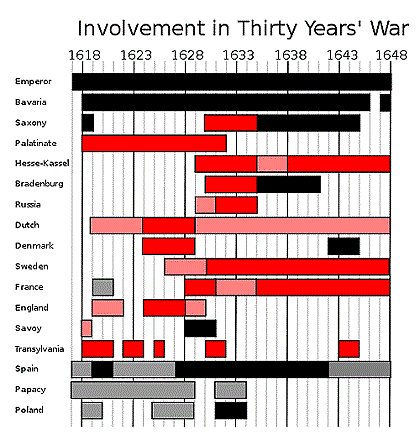 Involvement in Thirty Years' War
1618 1623 1628 1633 1638 1643 1648
Emperor
Bavaria
Saxony
Palatinate
Hesse-Kassel
Bradenburg
Russia
Dutch
Denmark
Sweden
France
England
Savoy
Transylvania
Spain
Papacy
Poland